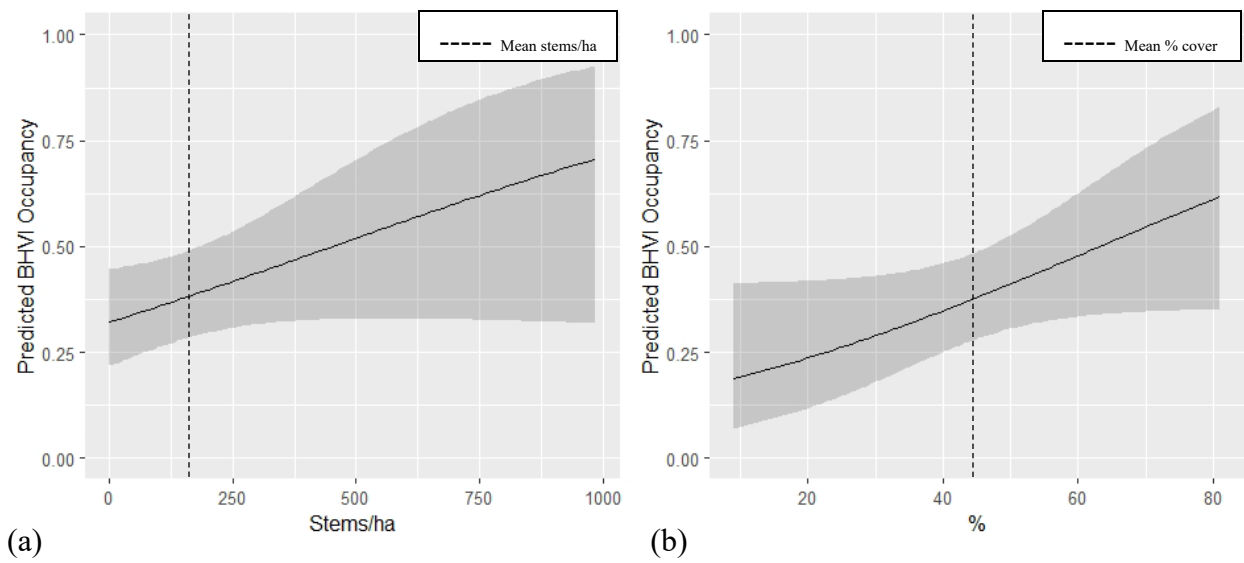 Mean stems/ha
1.00
0.75
0.50
0.25
0.00
Predicted BHVI Occupancy
0 250 500 750 1000
Stems/ha
(a)
Mean % cover
1.00
0.75
0.50
0.25
0.00
Predicted BHVI Occupancy
20 40 60 80
%
(b)